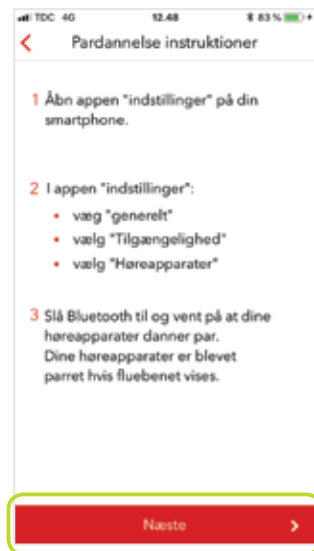 TDC 4G 12.48 83 %
Pardannelse instruktioner
1 Åbn appen "indstillinger" på din
smartphone.
2 I appen "indstillinger":
• væg "generelt"
• vælg "Tilgængelighed"
• vælg "Høreapparater"
3 Slå Bluetooth til og vent på at dine
høreapparater danner par.
Dine høreapparater er blevet
parret hvis fluebenet vises.
Næste